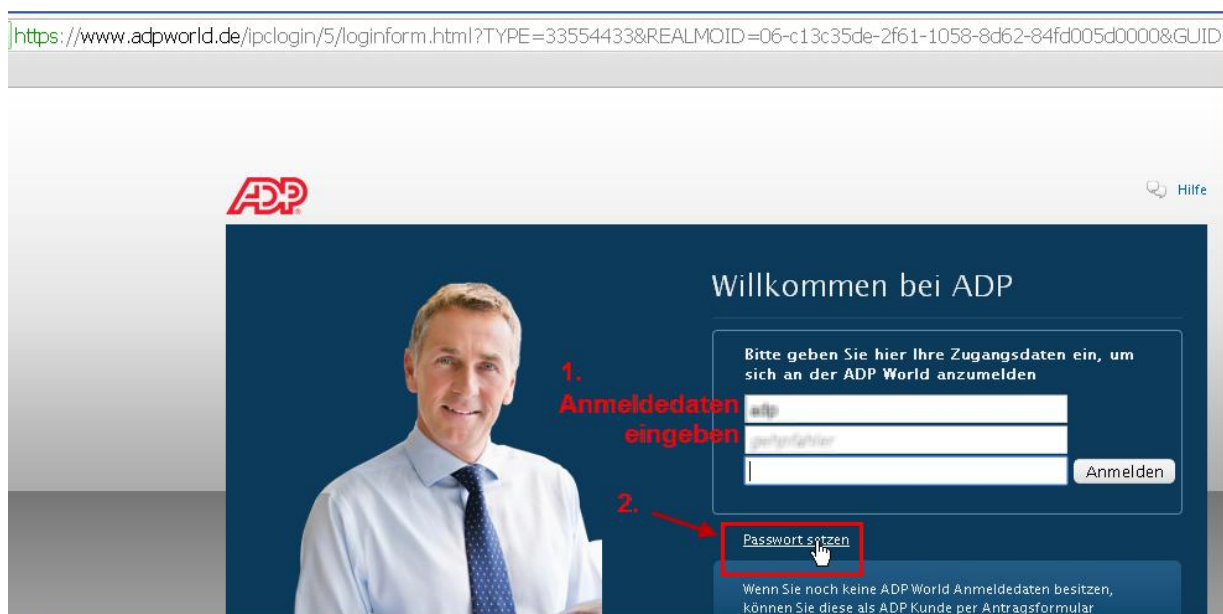 https://www.adpworld.de/ipclogin/5/loginform.html?TYPE=33554433&REALMOID=06-c13c35de-2f61-1058-8d62-84fd005d0000&GUID
ADP
Hilfe
Willkommen bei ADP
Bitte geben Sie hier Ihre Zugangsdaten ein, um
sich an der ADP World anzumelden
1.
Anmeldedaten
eingeben
adp
Anmelden
2.
Passwort setzen
Wenn Sie noch keine ADP World Anmeldedaten besitzen,
können Sie diese als ADP Kunde per Antragsformular